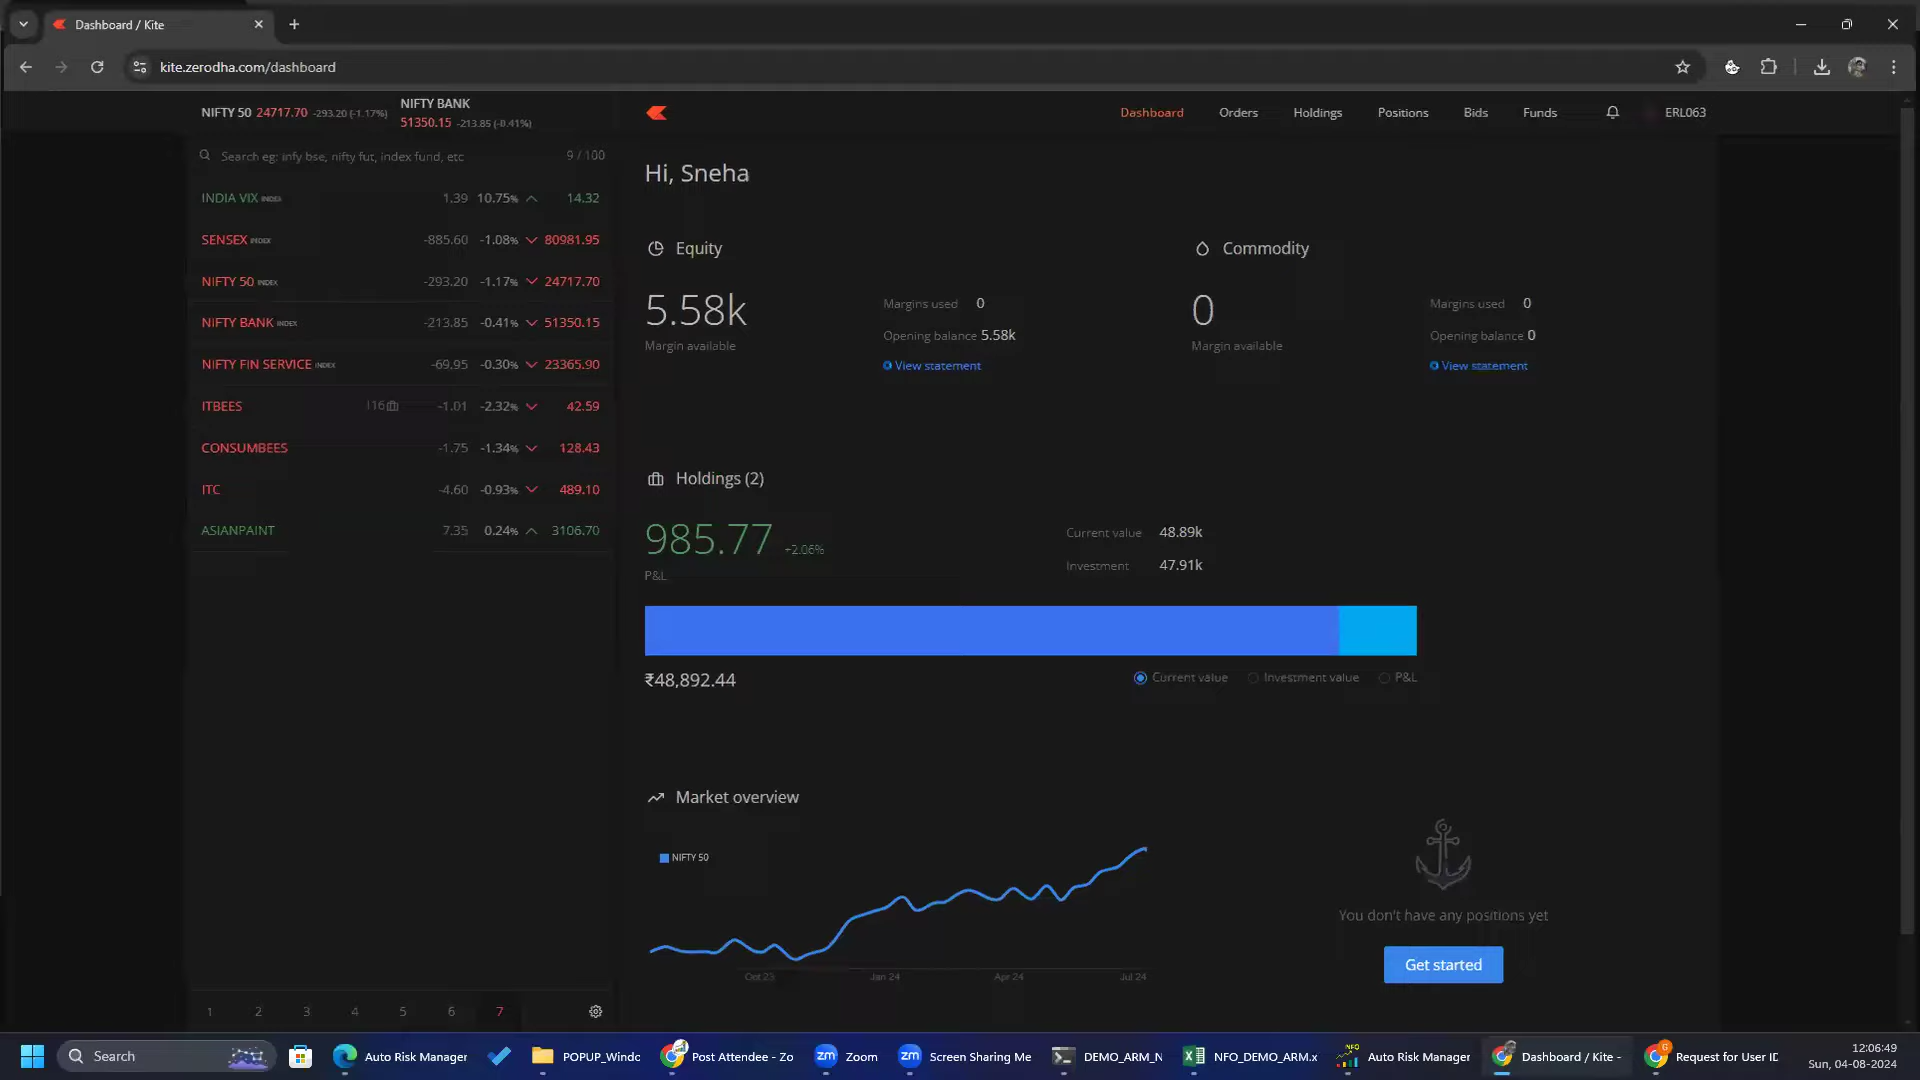 Dashboard / Kite
kite.zerodha.com/dashboard
NIFTY 50 24717.70 -293.20 (-1.17%)
NIFTY BANK
51350.15 -213.85 (-0.41%)
Dashboard
Orders
Holdings
Positions
Bids
Funds
ERL063
Search eg: infy bse, nifty fut, index fund, etc
9 / 100
INDIA VIX INDEX 1.39 10.75% 14.32
SENSEX INDEX -885.60 -1.08% 80981.95
NIFTY 50 INDEX -293.20 -1.17% 24717.70
NIFTY BANK INDEX -213.85 -0.41% 51350.15
NIFTY FIN SERVICE INDEX -69.95 -0.30% 23365.90
ITBEES 116 -1.01 -2.32% 42.59
CONSUMBEES -1.75 -1.34% 128.43
ITC -4.60 -0.93% 489.10
ASIANPAINT 7.35 0.24% 3106.70
1 2 3 4 5 6 7
Hi, Sneha
Equity
5.58k
Margin available
Margins used 0
Opening balance 5.58k
View statement
Commodity
0
Margin available
Margins used 0
Opening balance 0
View statement
Holdings (2)
985.77 +2.06%
P&L
Current value 48.89k
Investment 47.91k
₹48,892.44
Current value
Investment value
P&L
Market overview
NIFTY 50
Oct 23
Jan 24
Apr 24
Jul 24
You don't have any positions yet
Get started
Search
Auto Risk Manager
POPUP_Windo
Post Attendee - Zo
Zoom
Screen Sharing Me
DEMO_ARM_N
NFO_DEMO_ARM.x
NFO
Auto Risk Manager
Dashboard / Kite -
Request for User ID
12:06:49
Sun, 04-08-2024